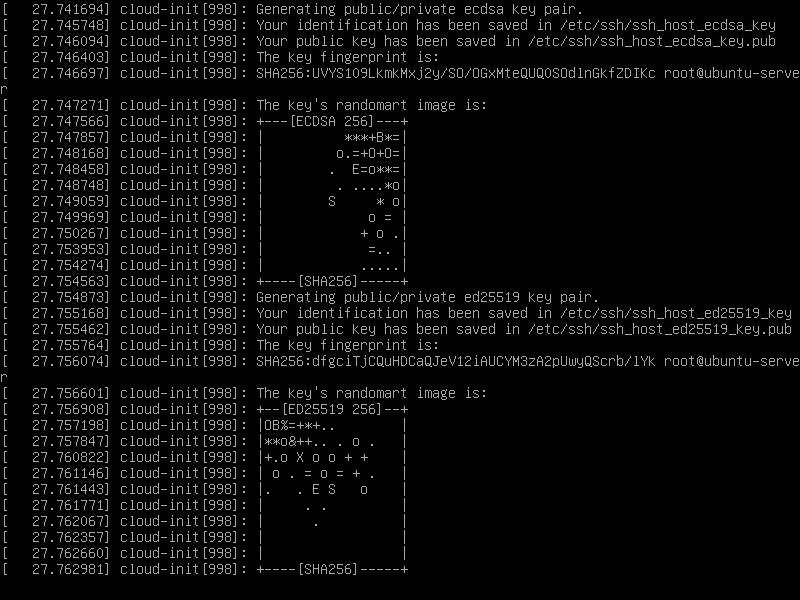 [   27.741694] cloud-init[998]: Generating public/private ecdsa key pair.
[   27.745748] cloud-init[998]: Your identification has been saved in /etc/ssh/ssh_host_ecdsa_key
[   27.746094] cloud-init[998]: Your public key has been saved in /etc/ssh/ssh_host_ecdsa_key.pub
[   27.746403] cloud-init[998]: The key fingerprint is:
[   27.746697] cloud-init[998]: SHA256:UVYS1O9LkmkMxj2y/SO/OGxMteQUQ0SOdlnGkfZDIKc root@ubuntu-serve
r
[   27.747271] cloud-init[998]: The key's randomart image is:
[   27.747566] cloud-init[998]: +---[ECDSA 256]---+
[   27.747857] cloud-init[998]: |          ***+B*=|
[   27.748168] cloud-init[998]: |         o.=+O+O=|
[   27.748458] cloud-init[998]: |        .  E=o**=|
[   27.748748] cloud-init[998]: |         . ....*o|
[   27.749059] cloud-init[998]: |        S     * o|
[   27.749969] cloud-init[998]: |             o = |
[   27.750267] cloud-init[998]: |            + o .|
[   27.753953] cloud-init[998]: |             =.. |
[   27.754274] cloud-init[998]: |            .....|
[   27.754563] cloud-init[998]: +----[SHA256]-----+
[   27.754873] cloud-init[998]: Generating public/private ed25519 key pair.
[   27.755168] cloud-init[998]: Your identification has been saved in /etc/ssh/ssh_host_ed25519_key
[   27.755462] cloud-init[998]: Your public key has been saved in /etc/ssh/ssh_host_ed25519_key.pub
[   27.755764] cloud-init[998]: The key fingerprint is:
[   27.756074] cloud-init[998]: SHA256:dfgciTjCQuHDCaQJeV12iAUCYM3zA2pUwyQScrb/lYk root@ubuntu-serve
r
[   27.756601] cloud-init[998]: The key's randomart image is:
[   27.756908] cloud-init[998]: +--[ED25519 256]--+
[   27.757198] cloud-init[998]: |OB%=+*+..        |
[   27.757847] cloud-init[998]: |**o&++.. . o .   |
[   27.760822] cloud-init[998]: |+.o X o o + +    |
[   27.761146] cloud-init[998]: | o . = o = + .   |
[   27.761443] cloud-init[998]: |.   . E S   o    |
[   27.761771] cloud-init[998]: |     . .         |
[   27.762067] cloud-init[998]: |      .          |
[   27.762357] cloud-init[998]: |                 |
[   27.762660] cloud-init[998]: |                 |
[   27.762981] cloud-init[998]: +----[SHA256]-----+